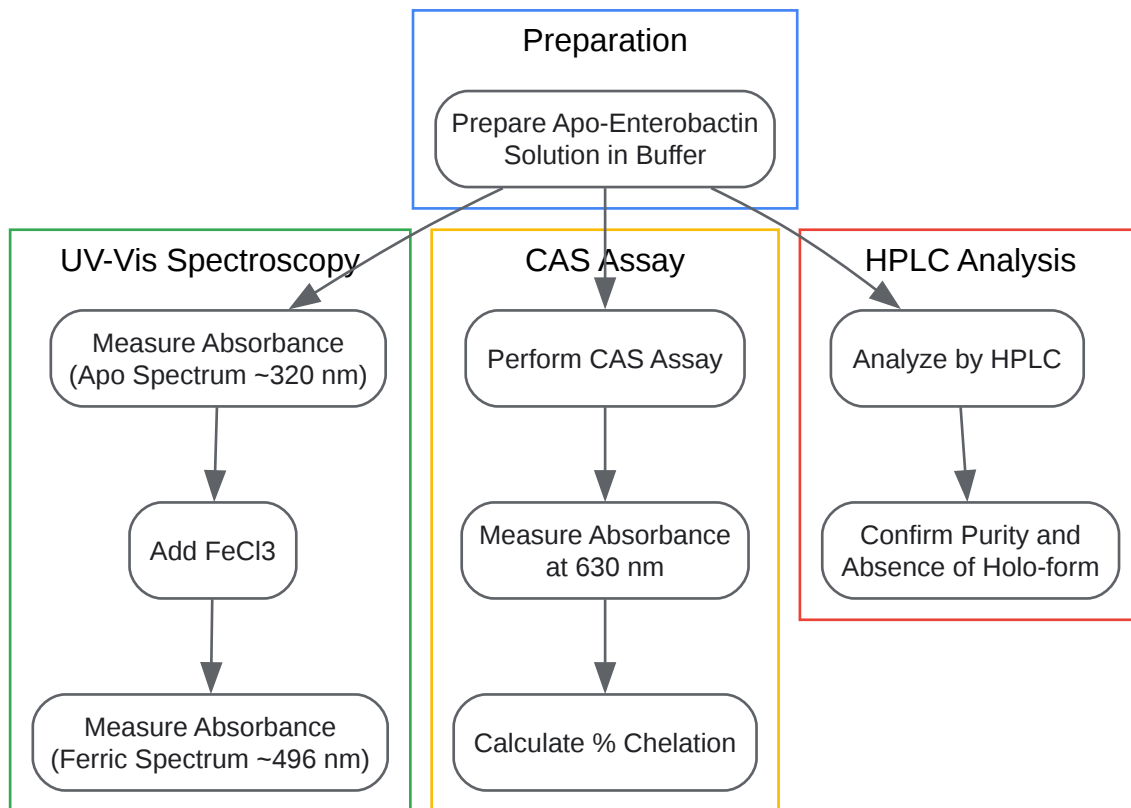 Preparation
Prepare Apo-Enterobactin
Solution in Buffer
UV-Vis Spectroscopy
Measure Absorbance
(Apo Spectrum ~320 nm)
Add FeCl3
Measure Absorbance
(Ferric Spectrum ~496 nm)
CAS Assay
Perform CAS Assay
Measure Absorbance
at 630 nm
Calculate % Chelation
HPLC Analysis
Analyze by HPLC
Confirm Purity and
Absence of Holo-form